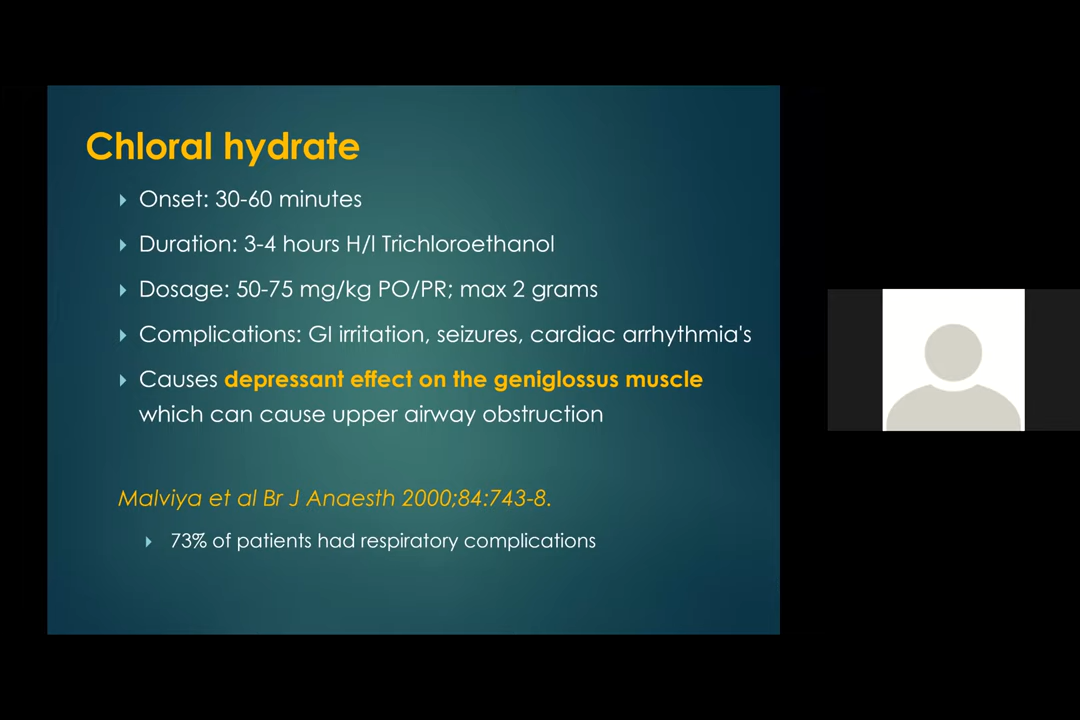 Chloral hydrate
Onset: 30-60 minutes
Duration: 3-4 hours H/l Trichloroethanol
Dosage: 50-75 mg/kg PO/PR; max 2 grams
Complications: GI irritation, seizures, cardiac arrhythmia's
Causes depressant effect on the geniglossus muscle
which can cause upper airway obstruction
Malviya et al Br J Anaesth 2000;84:743-8.
73% of patients had respiratory complications